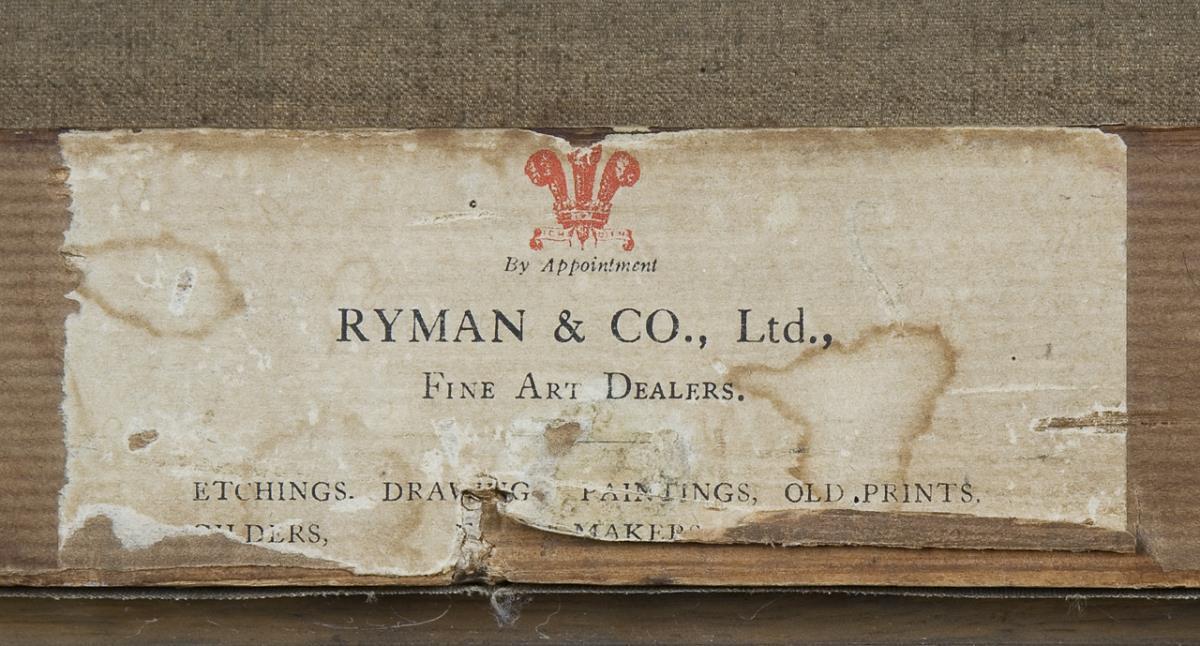 By Appointment
RYMAN & CO., Ltd.,
FINE ART DEALERS.
ETCHINGS. PAINTINGS, OLD PRINTS.